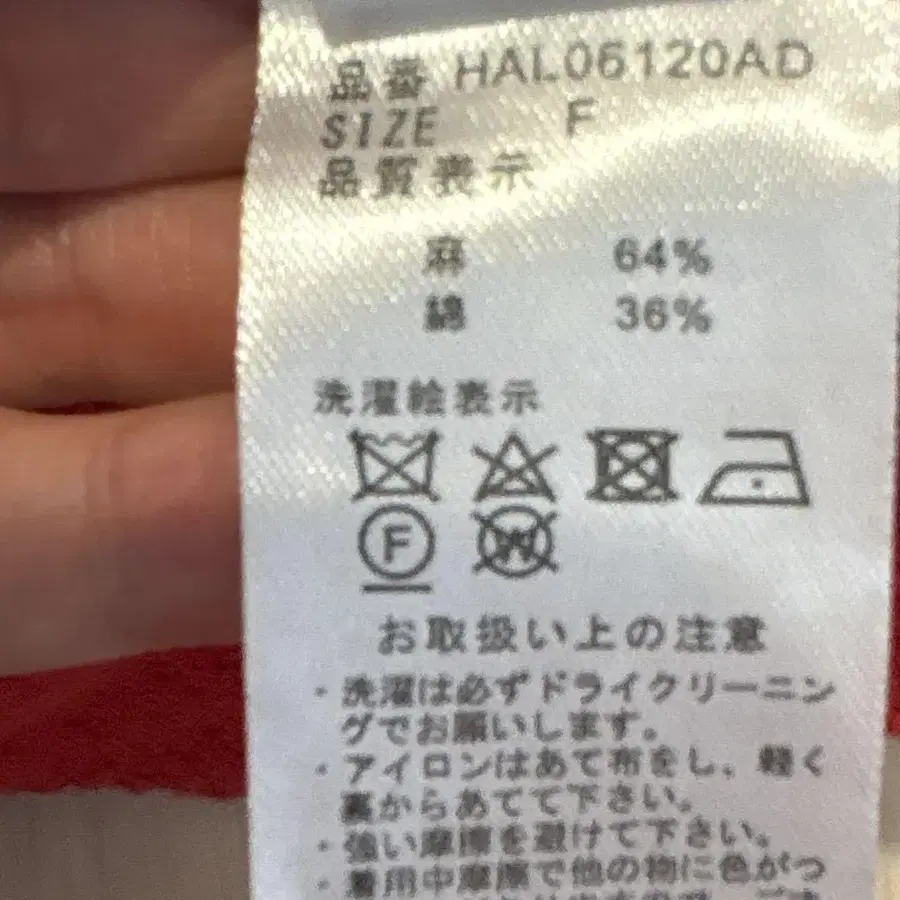 品番 HAL06120AD
SIZE F
品質表示
麻 64%
綿 36%
洗濯絵表示
F W
お取扱い上の注意
・洗濯は必ずドライクリーニン
グでお願いします。
・アイロンはあて布をし、軽く
裏からあてて下さい。
・強い摩擦を避けて下さい。
・着用中摩擦で他の物に色がつ